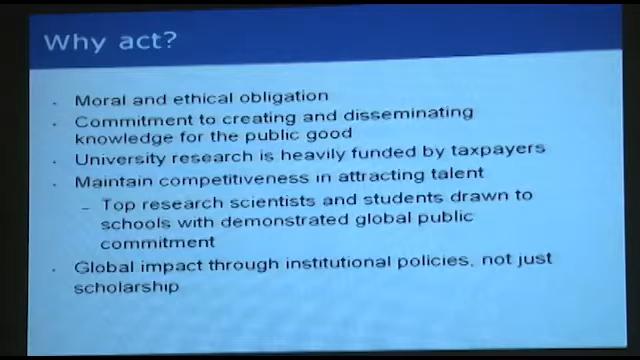 Why act?
· Moral and ethical obligation
· Commitment to creating and disseminating
knowledge for the public good
· University research is heavily funded by taxpayers
· Maintain competitiveness in attracting talent
– Top research scientists and students drawn to
schools with demonstrated global public
commitment
· Global impact through institutional policies, not just
scholarship